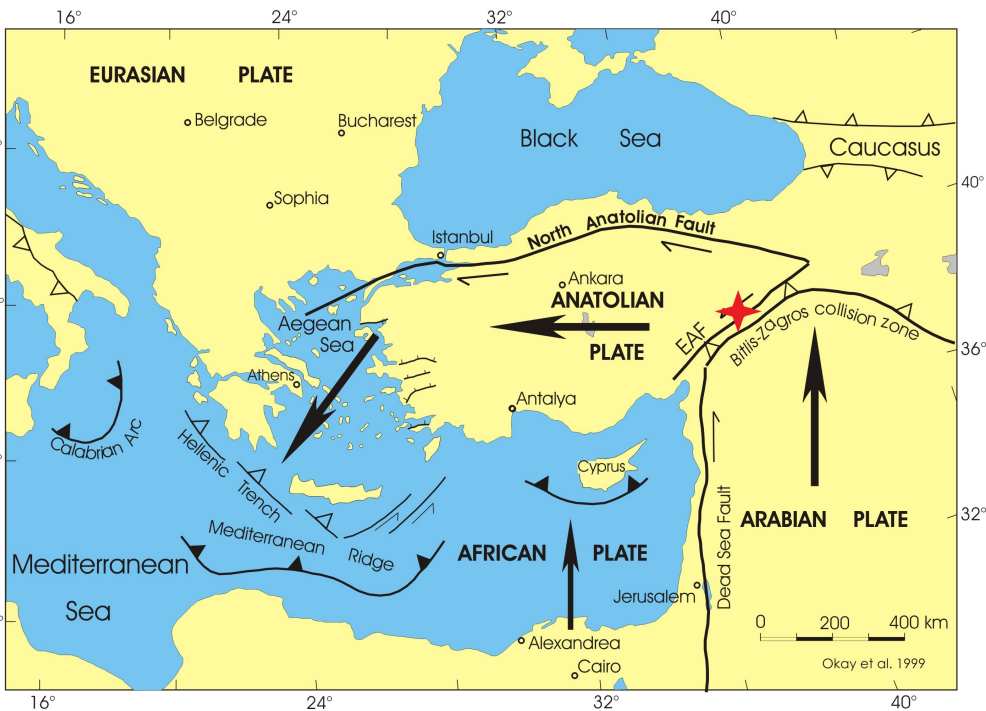 16° 24° 32° 40°
EURASIAN PLATE
Belgrade
Bucharest
Black Sea
Caucasus
40°
Sophia
Istanbul
North Anatolian Fault
Ankara
ANATOLIAN
PLATE
Aegean
Sea
EAF
Bitlis-Zagros collision zone
36°
Athens
Antalya
Calabrian Arc
Hellenic
Trench
Cyprus
Mediterranean
Ridge
AFRICAN PLATE
Dead Sea Fault
ARABIAN PLATE
32°
Mediterranean
Sea
Jerusalem
0 200 400 km
Alexandrea
Cairo
Okay et al. 1999
16° 24° 32° 40°